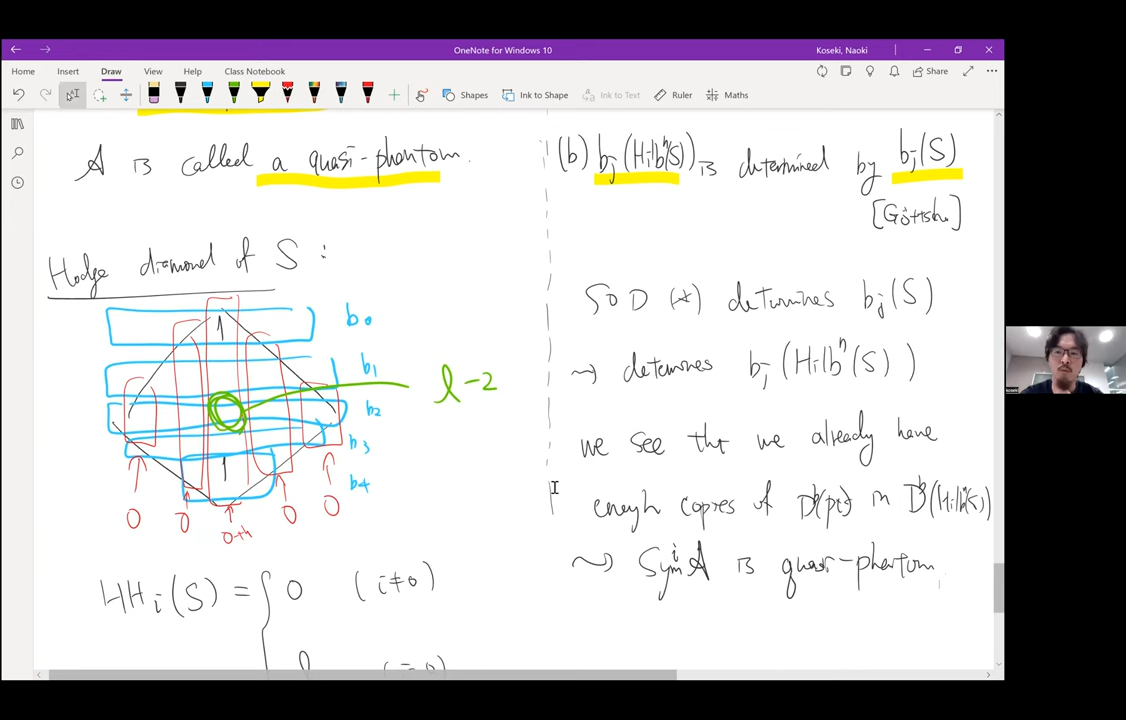 OneNote for Windows 10
Koseki, Naoki
Home Insert Draw View Help Class Notebook
Share
Shapes Ink to Shape Ink to Text Ruler Maths
A is called a quasi-phantom.
Hodge diamond of S :
1
b0
b1
l-2
b2
b3
1
b4
0 0 0-th 0 0
HHi(S) = { 0 (i≠0)
l (i=0)
(b) bj(Hilbⁿ(S)) is determined by bj(S)
[Göttsche]
SOD (*) determines bj(S)
⇝ determines bj(Hilbⁿ(S))
we see tht we already have
enough copies of Dᵇ(pt) in Dᵇ(Hilbⁿ(S))
⇝ Symⁱ A is quasi-phantom.